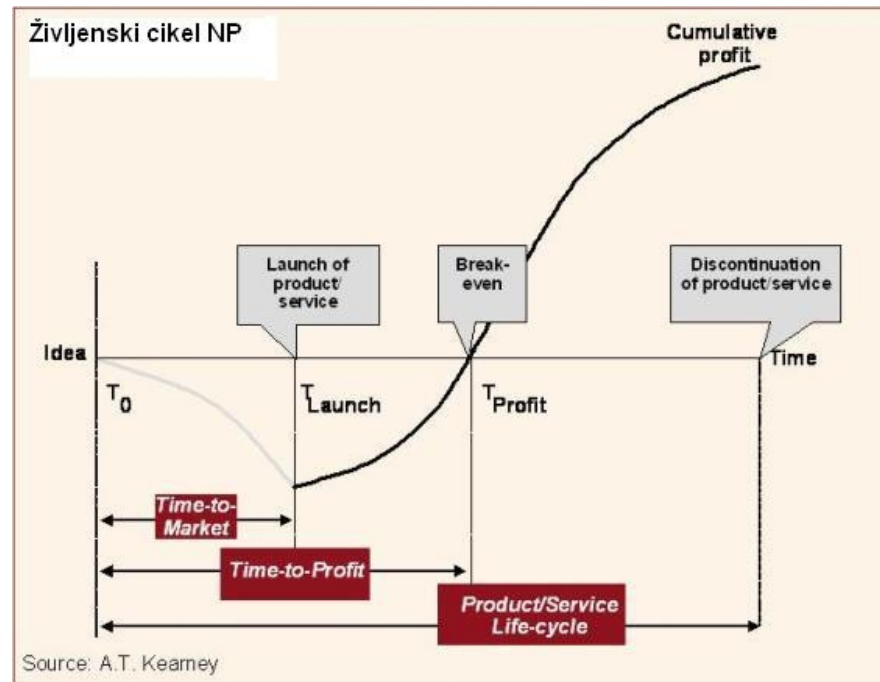 Življenski cikel NP
Cumulative
profit
Launch of
product/
service
Break-
even
Discontinuation
of product/service
Idea
Time
T0
TLaunch
TProfit
Time-to-
Market
Time-to-Profit
Product/Service
Life-cycle
Source: A.T. Kearney